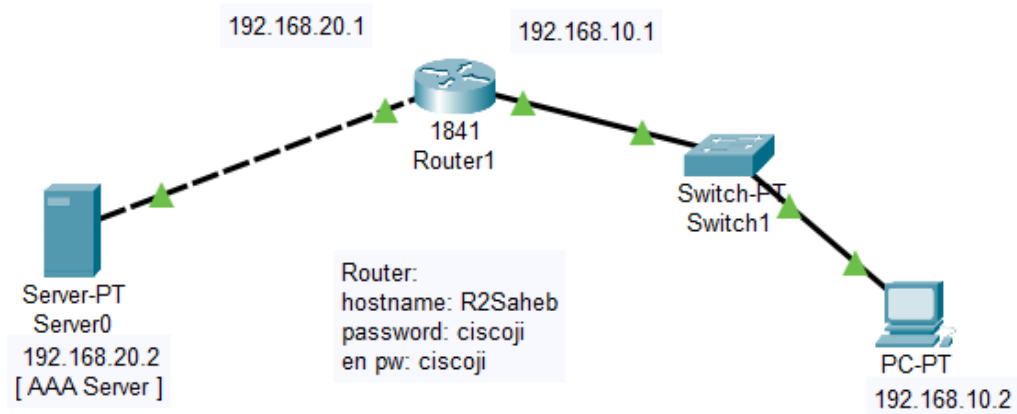 192.168.20.1
192.168.10.1
1841
Router1
Switch-PT
Switch1
Server-PT
Server0
192.168.20.2
[ AAA Server ]
Router:
hostname: R2Saheb
password: ciscoji
en pw: ciscoji
PC-PT
192.168.10.2